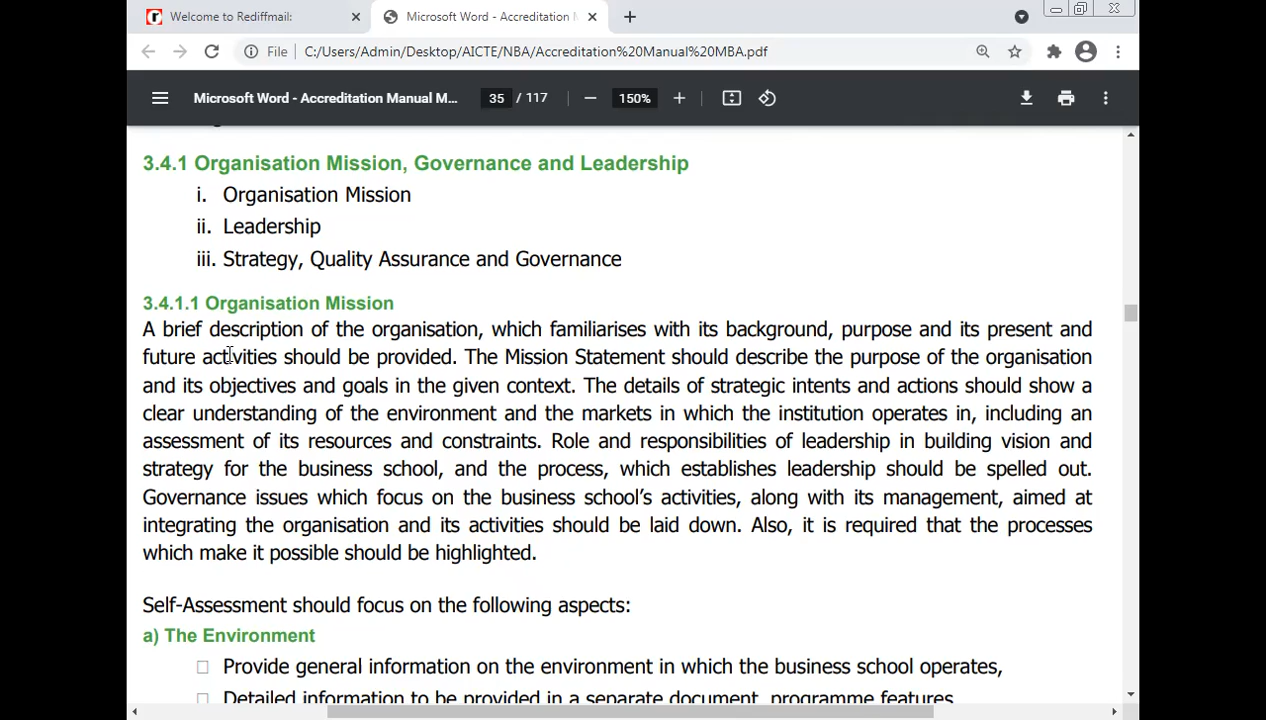 Welcome to Rediffmail:
Microsoft Word - Accreditation M
File C:/Users/Admin/Desktop/AICTE/NBA/Accreditation%20Manual%20MBA.pdf
Microsoft Word - Accreditation Manual M... 35 / 117 150%
3.4.1 Organisation Mission, Governance and Leadership
i. Organisation Mission
ii. Leadership
iii. Strategy, Quality Assurance and Governance
3.4.1.1 Organisation Mission
A brief description of the organisation, which familiarises with its background, purpose and its present and
future activities should be provided. The Mission Statement should describe the purpose of the organisation
and its objectives and goals in the given context. The details of strategic intents and actions should show a
clear understanding of the environment and the markets in which the institution operates in, including an
assessment of its resources and constraints. Role and responsibilities of leadership in building vision and
strategy for the business school, and the process, which establishes leadership should be spelled out.
Governance issues which focus on the business school's activities, along with its management, aimed at
integrating the organisation and its activities should be laid down. Also, it is required that the processes
which make it possible should be highlighted.
Self-Assessment should focus on the following aspects:
a) The Environment
Provide general information on the environment in which the business school operates,
Detailed information to be provided in a separate document, programme features